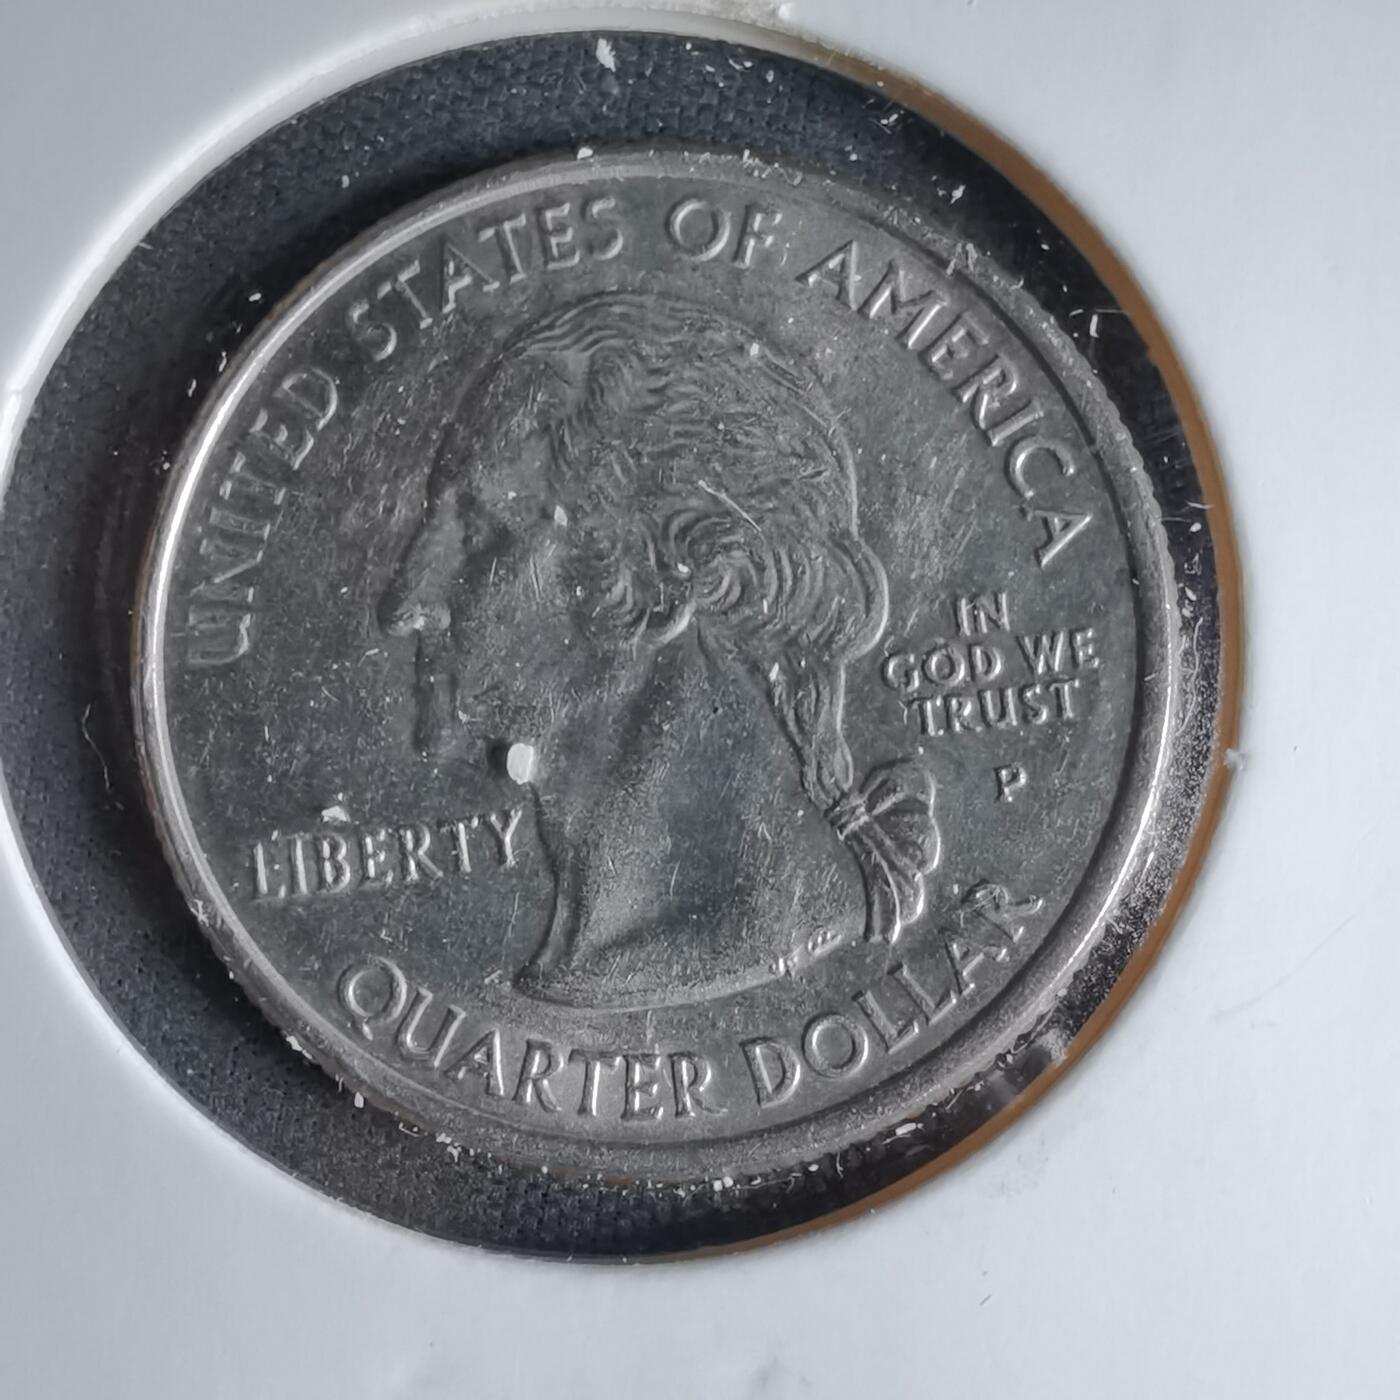 UNITED STATES OF AMERICA
IN
GOD WE
TRUST
P
LIBERTY
QUARTER DOLLAR